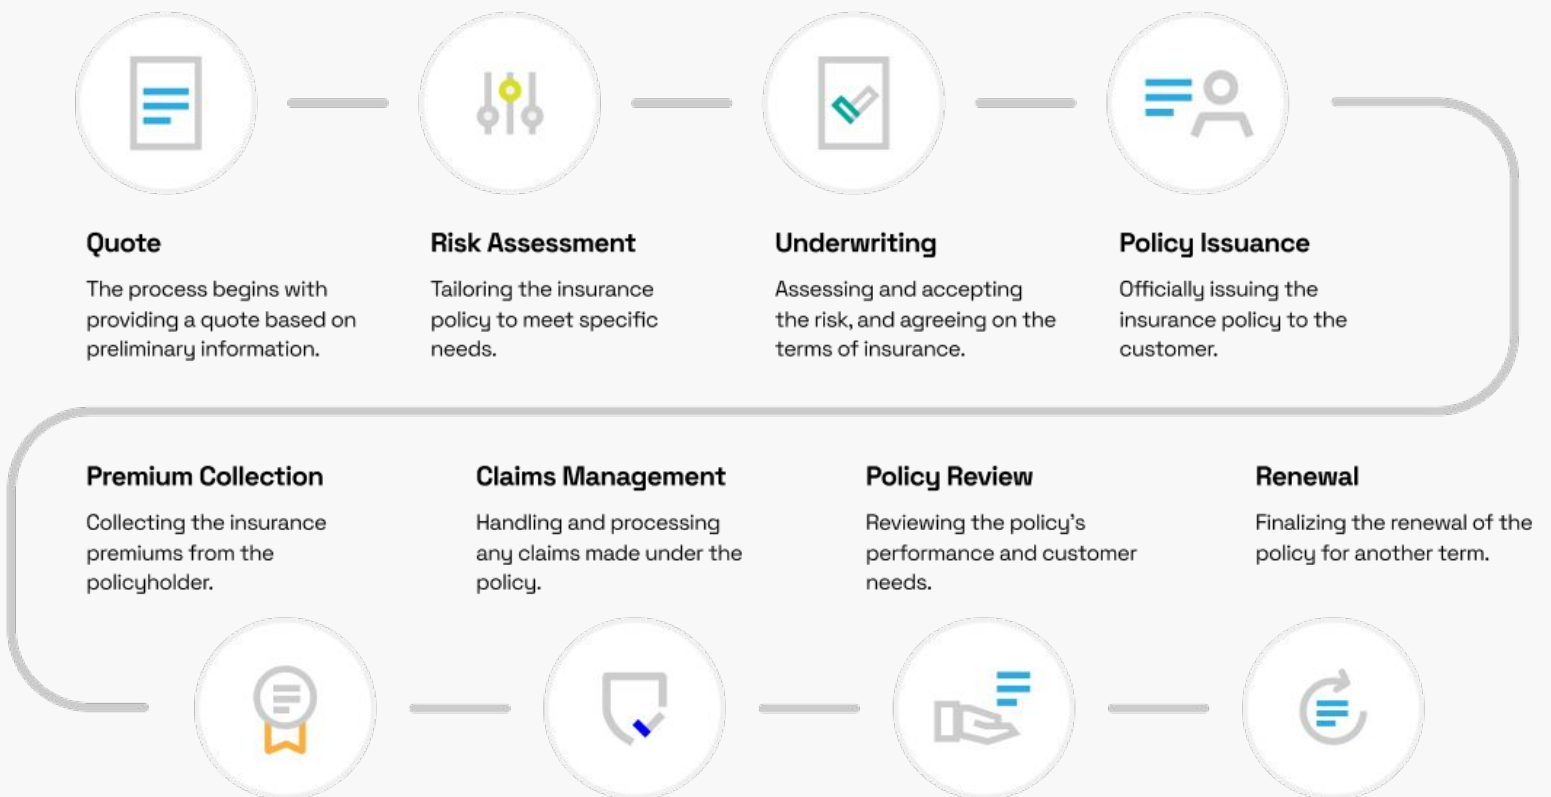 Quote
The process begins with
providing a quote based on
preliminary information.
Risk Assessment
Tailoring the insurance
policy to meet specific
needs.
Underwriting
Assessing and accepting
the risk, and agreeing on the
terms of insurance.
Policy Issuance
Officially issuing the
insurance policy to the
customer.
Premium Collection
Collecting the insurance
premiums from the
policyholder.
Claims Management
Handling and processing
any claims made under the
policy.
Policy Review
Reviewing the policy’s
performance and customer
needs.
Renewal
Finalizing the renewal of the
policy for another term.